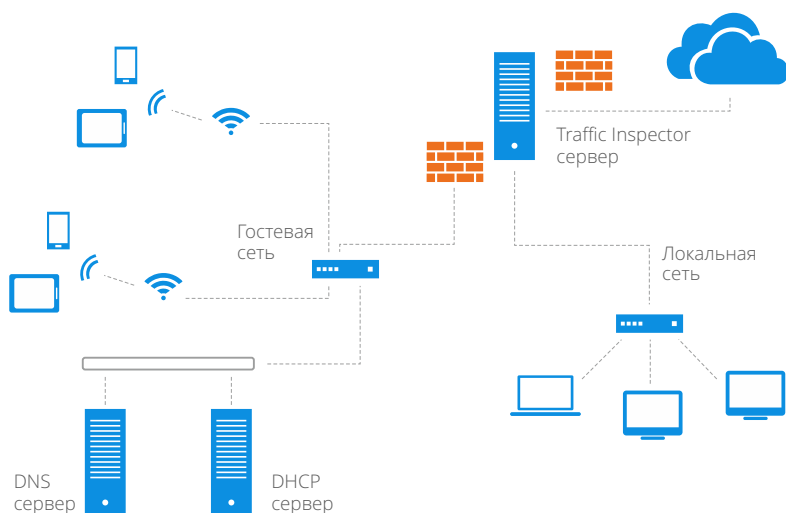 Traffic Inspector
сервер
Гостевая
сеть
Локальная
сеть
DNS
сервер
DHCP
сервер